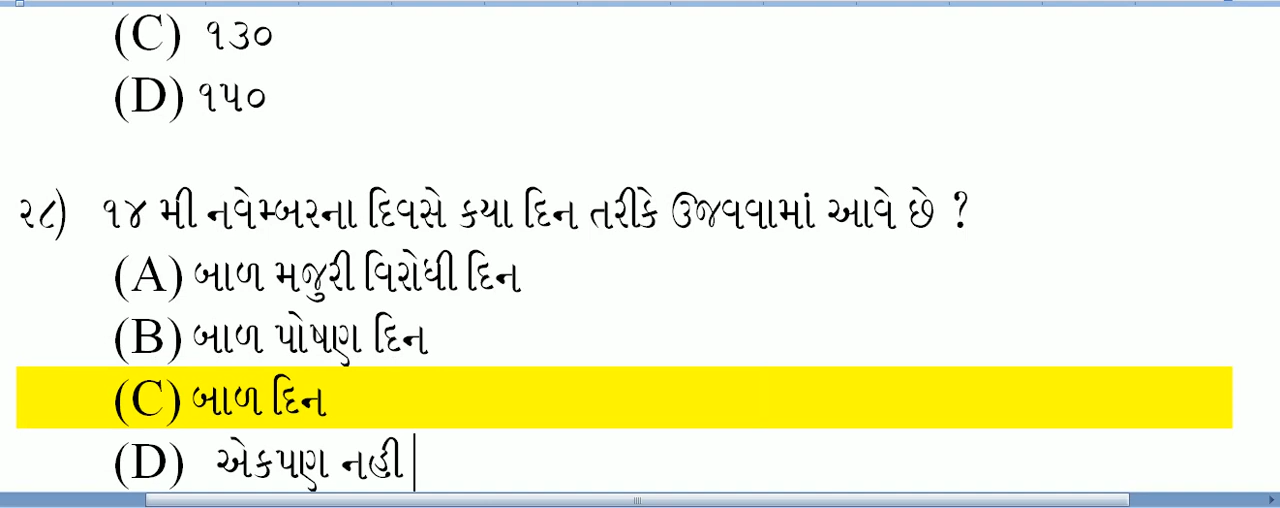 (C) ૧૩૦
(D) ૧૫૦
૨૮) ૧૪ મી નવેમ્બરના દિવસે કયા દિન તરીકે ઉજવવામાં આવે છે ?
(A) બાળ મજુરી વિરોધી દિન
(B) બાળ પોષણ દિન
(C) બાળ દિન
(D) એકપણ નહી